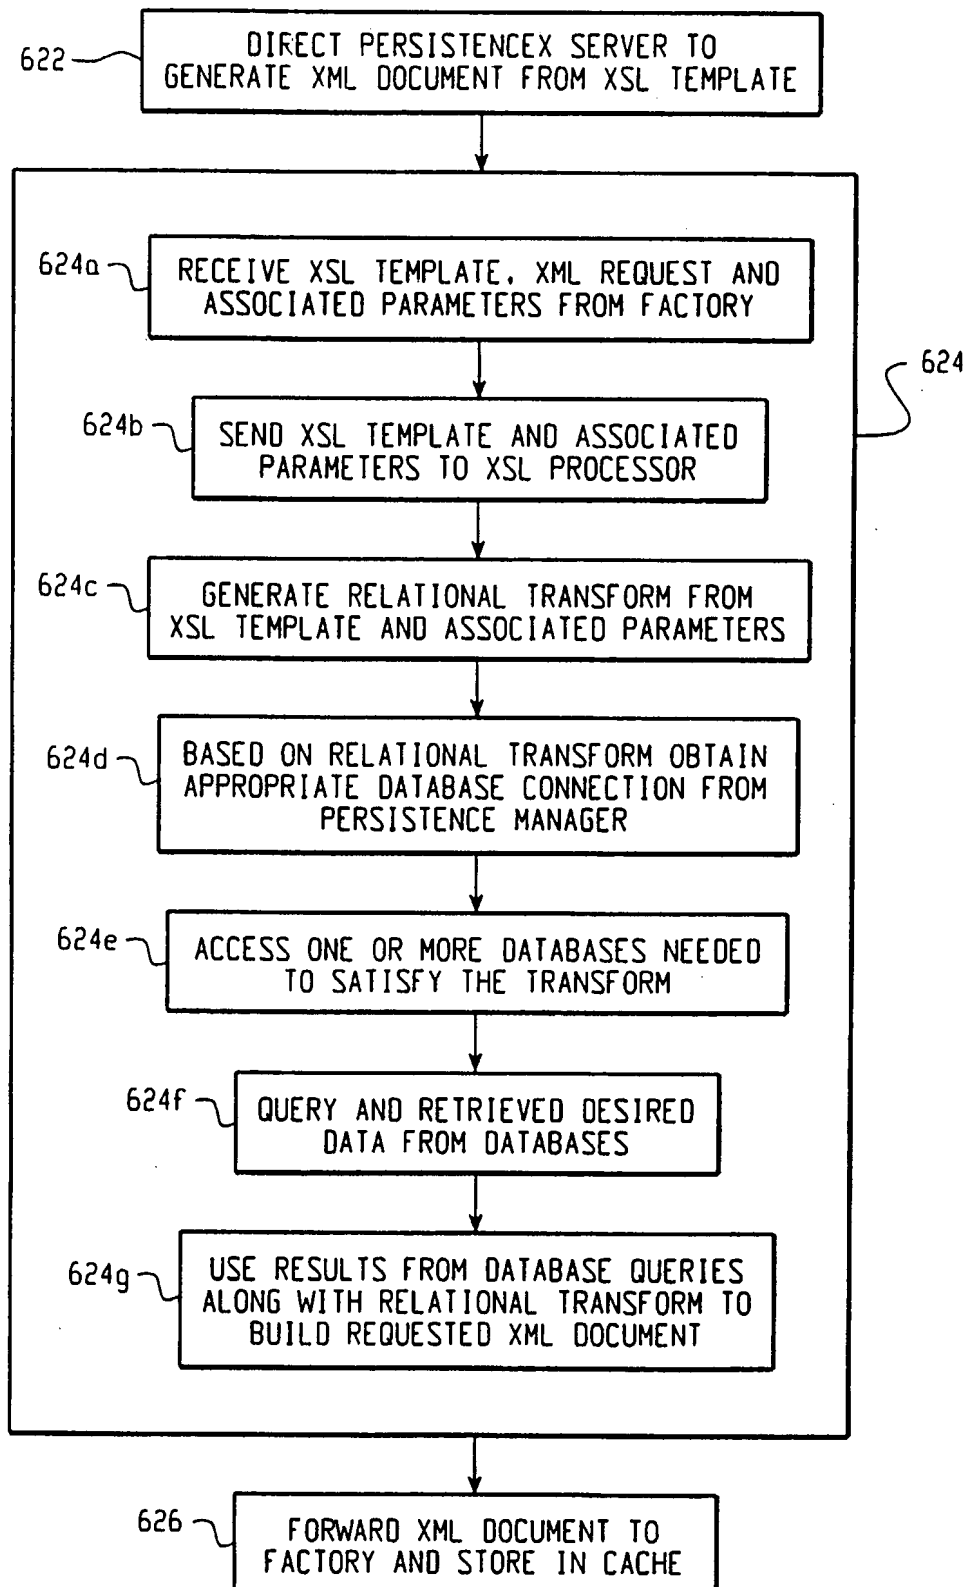 622
DIRECT PERSISTENCEX SERVER TO
GENERATE XML DOCUMENT FROM XSL TEMPLATE
624a
RECEIVE XSL TEMPLATE, XML REQUEST AND
ASSOCIATED PARAMETERS FROM FACTORY
624
624b
SEND XSL TEMPLATE AND ASSOCIATED
PARAMETERS TO XSL PROCESSOR
624c
GENERATE RELATIONAL TRANSFORM FROM
XSL TEMPLATE AND ASSOCIATED PARAMETERS
624d
BASED ON RELATIONAL TRANSFORM OBTAIN
APPROPRIATE DATABASE CONNECTION FROM
PERSISTENCE MANAGER
624e
ACCESS ONE OR MORE DATABASES NEEDED
TO SATISFY THE TRANSFORM
624f
QUERY AND RETRIEVED DESIRED
DATA FROM DATABASES
624g
USE RESULTS FROM DATABASE QUERIES
ALONG WITH RELATIONAL TRANSFORM TO
BUILD REQUESTED XML DOCUMENT
626
FORWARD XML DOCUMENT TO
FACTORY AND STORE IN CACHE